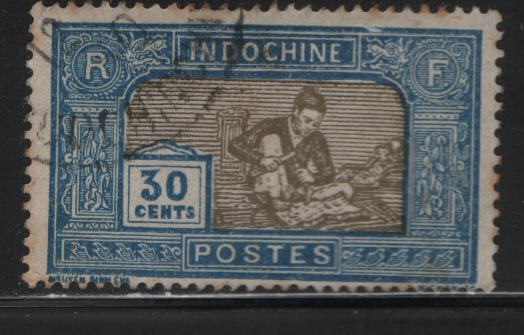 INDOCHINE
R F
30
CENTS
POSTES